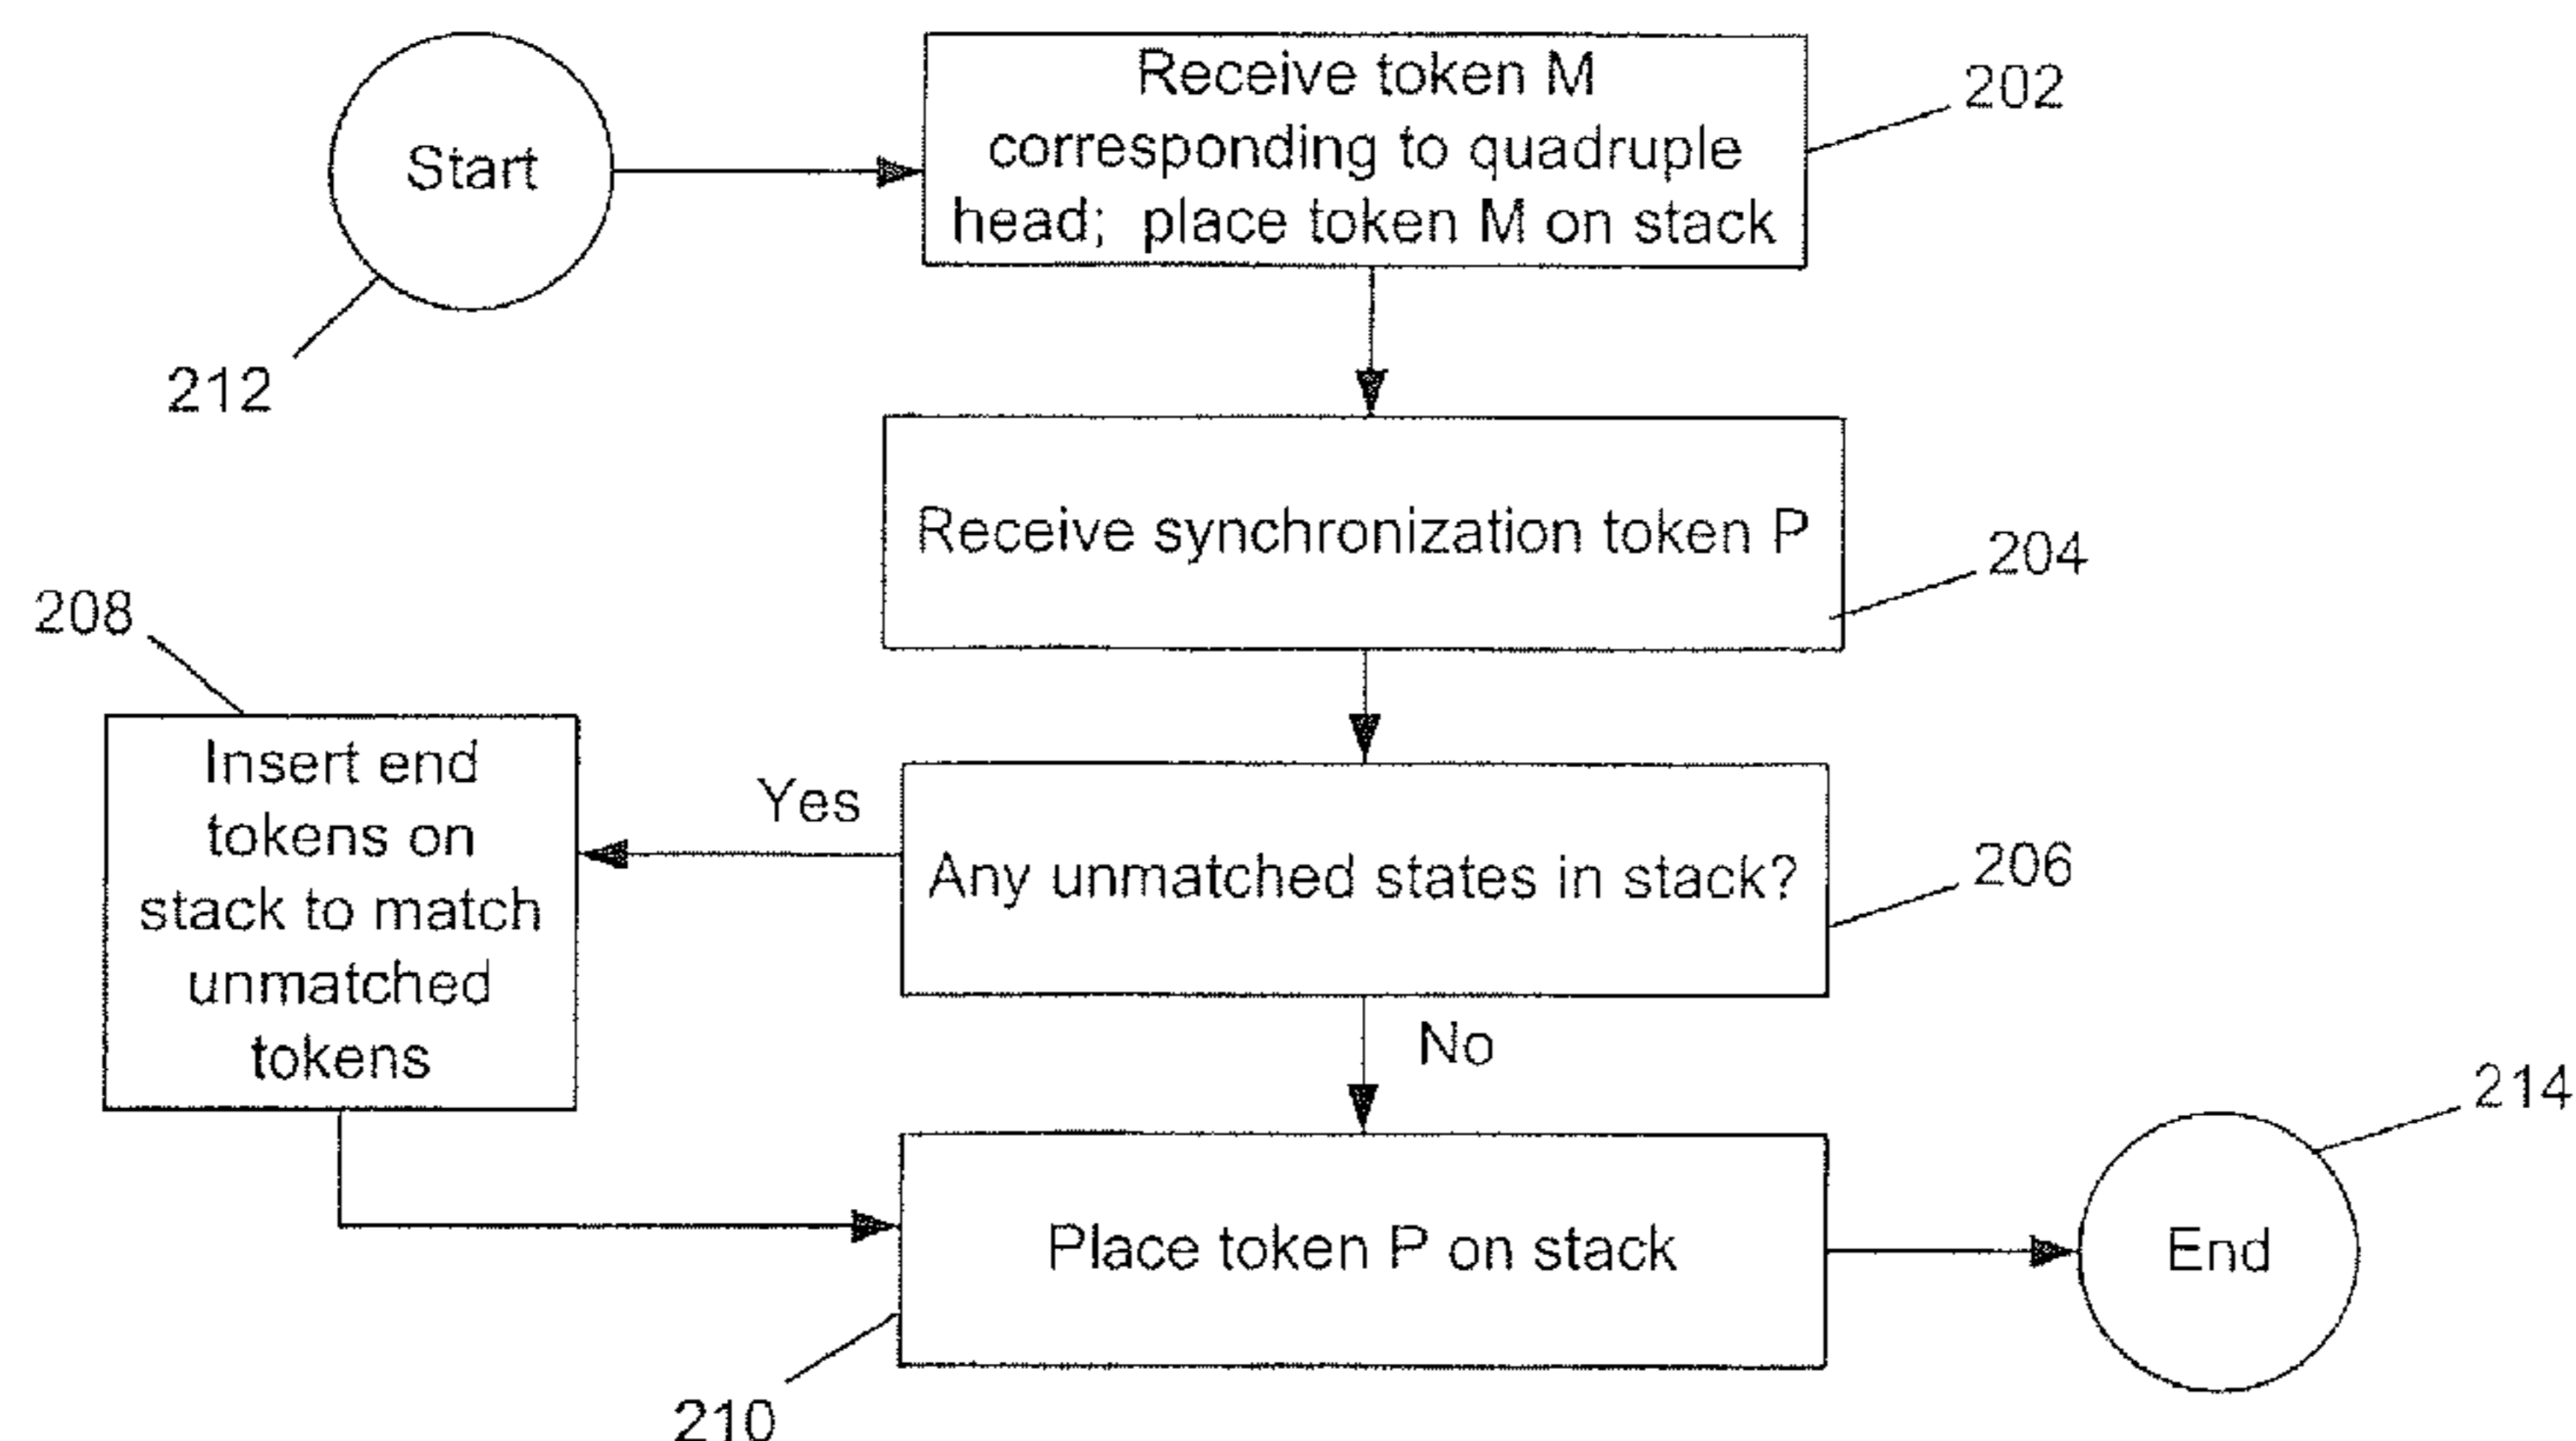 Start
212
Receive token M
corresponding to quadruple
head; place token M on stack
202
Receive synchronization token P
204
208
Insert end
tokens on
stack to match
unmatched
tokens
Yes
Any unmatched states in stack?
206
No
Place token P on stack
210
End
214